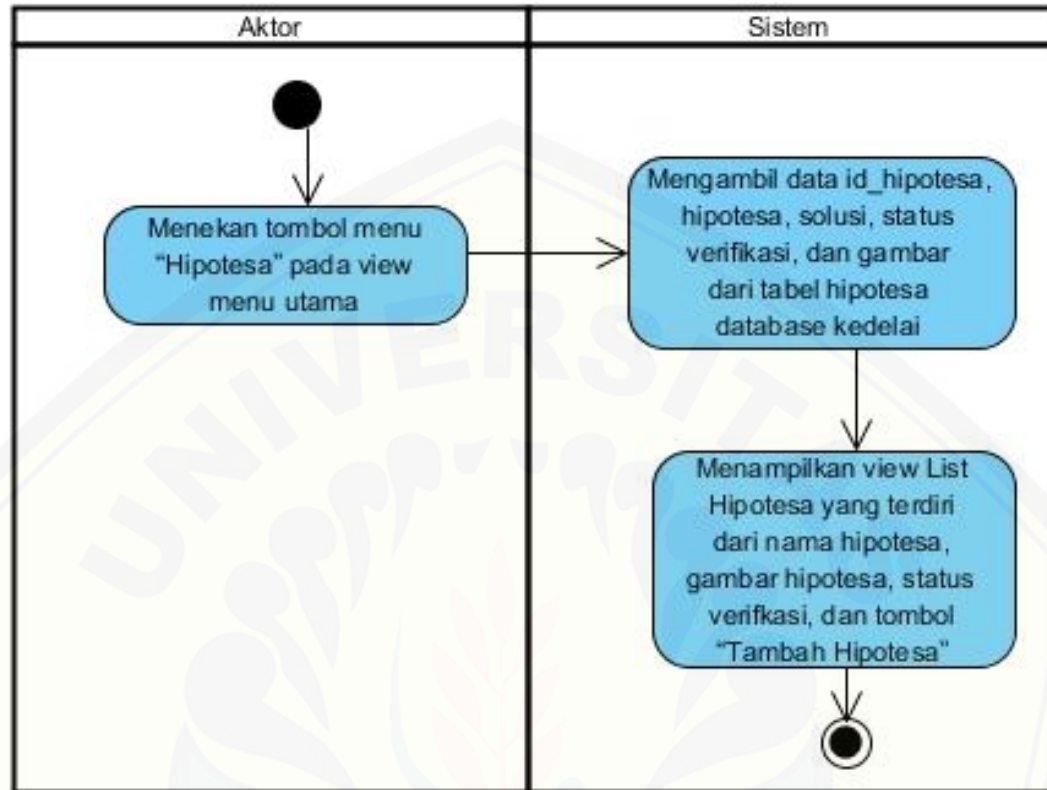 Aktor
Sistem
Menekan tombol menu
“Hipotesa” pada view
menu utama
Mengambil data id_hipotesa,
hipotesa, solusi, status
verifikasi, dan gambar
dari tabel hipotesa
database kedelai
Menampilkan view List
Hipotesa yang terdiri
dari nama hipotesa,
gambar hipotesa, status
verifkasi, dan tombol
“Tambah Hipotesa”
UNIVERSIT